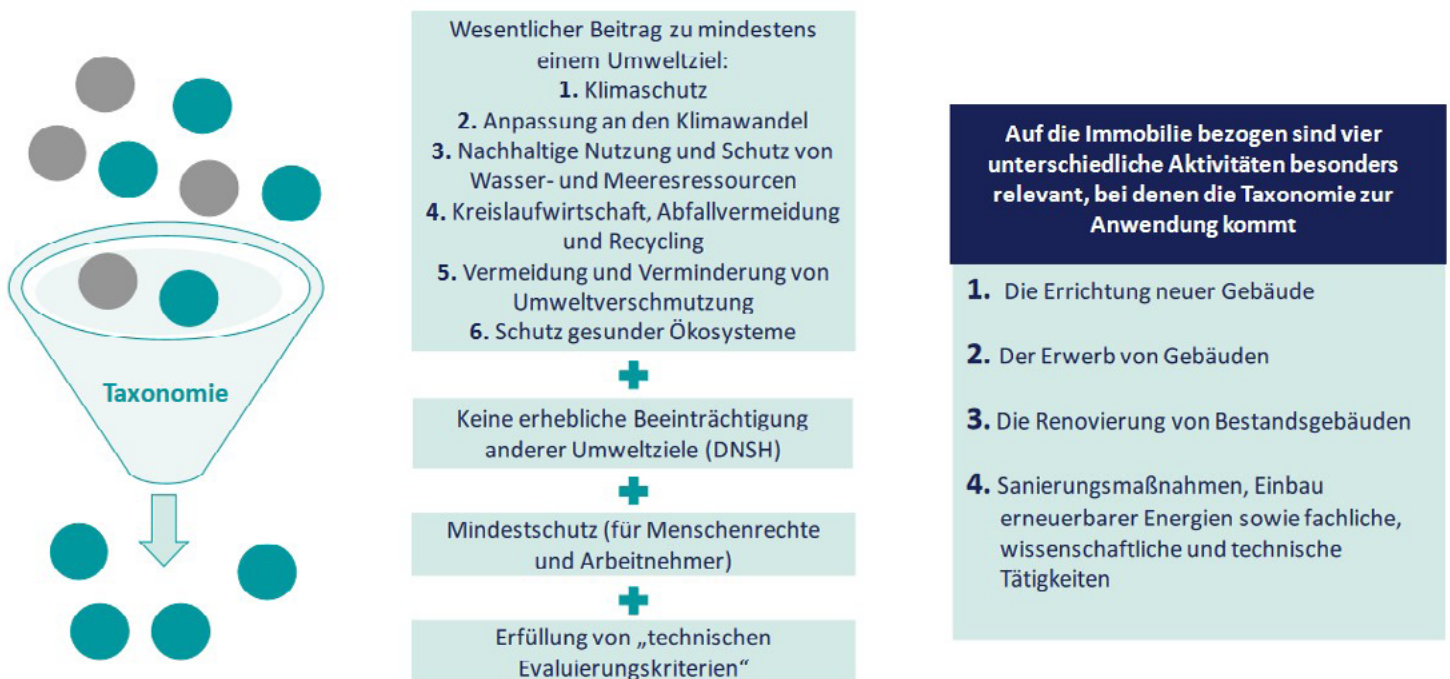 Taxonomie
Wesentlicher Beitrag zu mindestens
einem Umweltziel:
1. Klimaschutz
2. Anpassung an den Klimawandel
3. Nachhaltige Nutzung und Schutz von
Wasser- und Meeresressourcen
4. Kreislaufwirtschaft, Abfallvermeidung
und Recycling
5. Vermeidung und Verminderung von
Umweltverschmutzung
6. Schutz gesunder Ökosysteme
Keine erhebliche Beeinträchtigung
anderer Umweltziele (DNSH)
Mindestschutz (für Menschenrechte
und Arbeitnehmer)
Erfüllung von „technischen
Evaluierungskriterien“
Auf die Immobilie bezogen sind vier
unterschiedliche Aktivitäten besonders
relevant, bei denen die Taxonomie zur
Anwendung kommt
1. Die Errichtung neuer Gebäude
2. Der Erwerb von Gebäuden
3. Die Renovierung von Bestandsgebäuden
4. Sanierungsmaßnahmen, Einbau
erneuerbarer Energien sowie fachliche,
wissenschaftliche und technische
Tätigkeiten